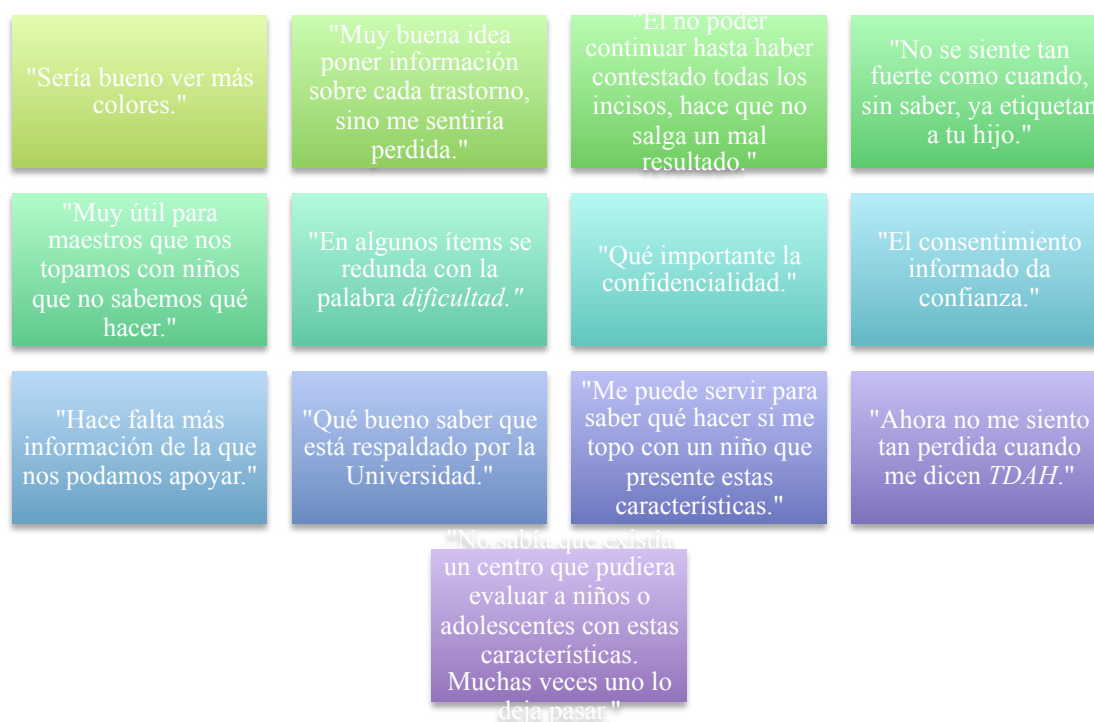 "Sería bueno ver más
colores."
"Muy buena idea
poner información
sobre cada trastorno,
sino me sentiría
perdida."
"El no poder
continuar hasta haber
contestado todas los
incisos, hace que no
salga un mal
resultado."
"No se siente tan
fuerte como cuando,
sin saber, ya etiquetan
a tu hijo."
"Muy útil para
maestros que nos
topamos con niños
que no sabemos qué
hacer."
"En algunos ítems se
redunda con la
palabra dificultad."
"Qué importante la
confidencialidad."
"El consentimiento
informado da
confianza."
"Hace falta más
información de la que
nos podamos apoyar."
"Qué bueno saber que
está respaldado por la
Universidad."
"Me puede servir para
saber qué hacer si me
topo con un niño que
presente estas
características."
"Ahora no me siento
tan perdida cuando
me dicen TDAH."
"No sabía que existía
un centro que pudiera
evaluar a niños o
adolescentes con estas
características.
Muchas veces uno lo
deja pasar."